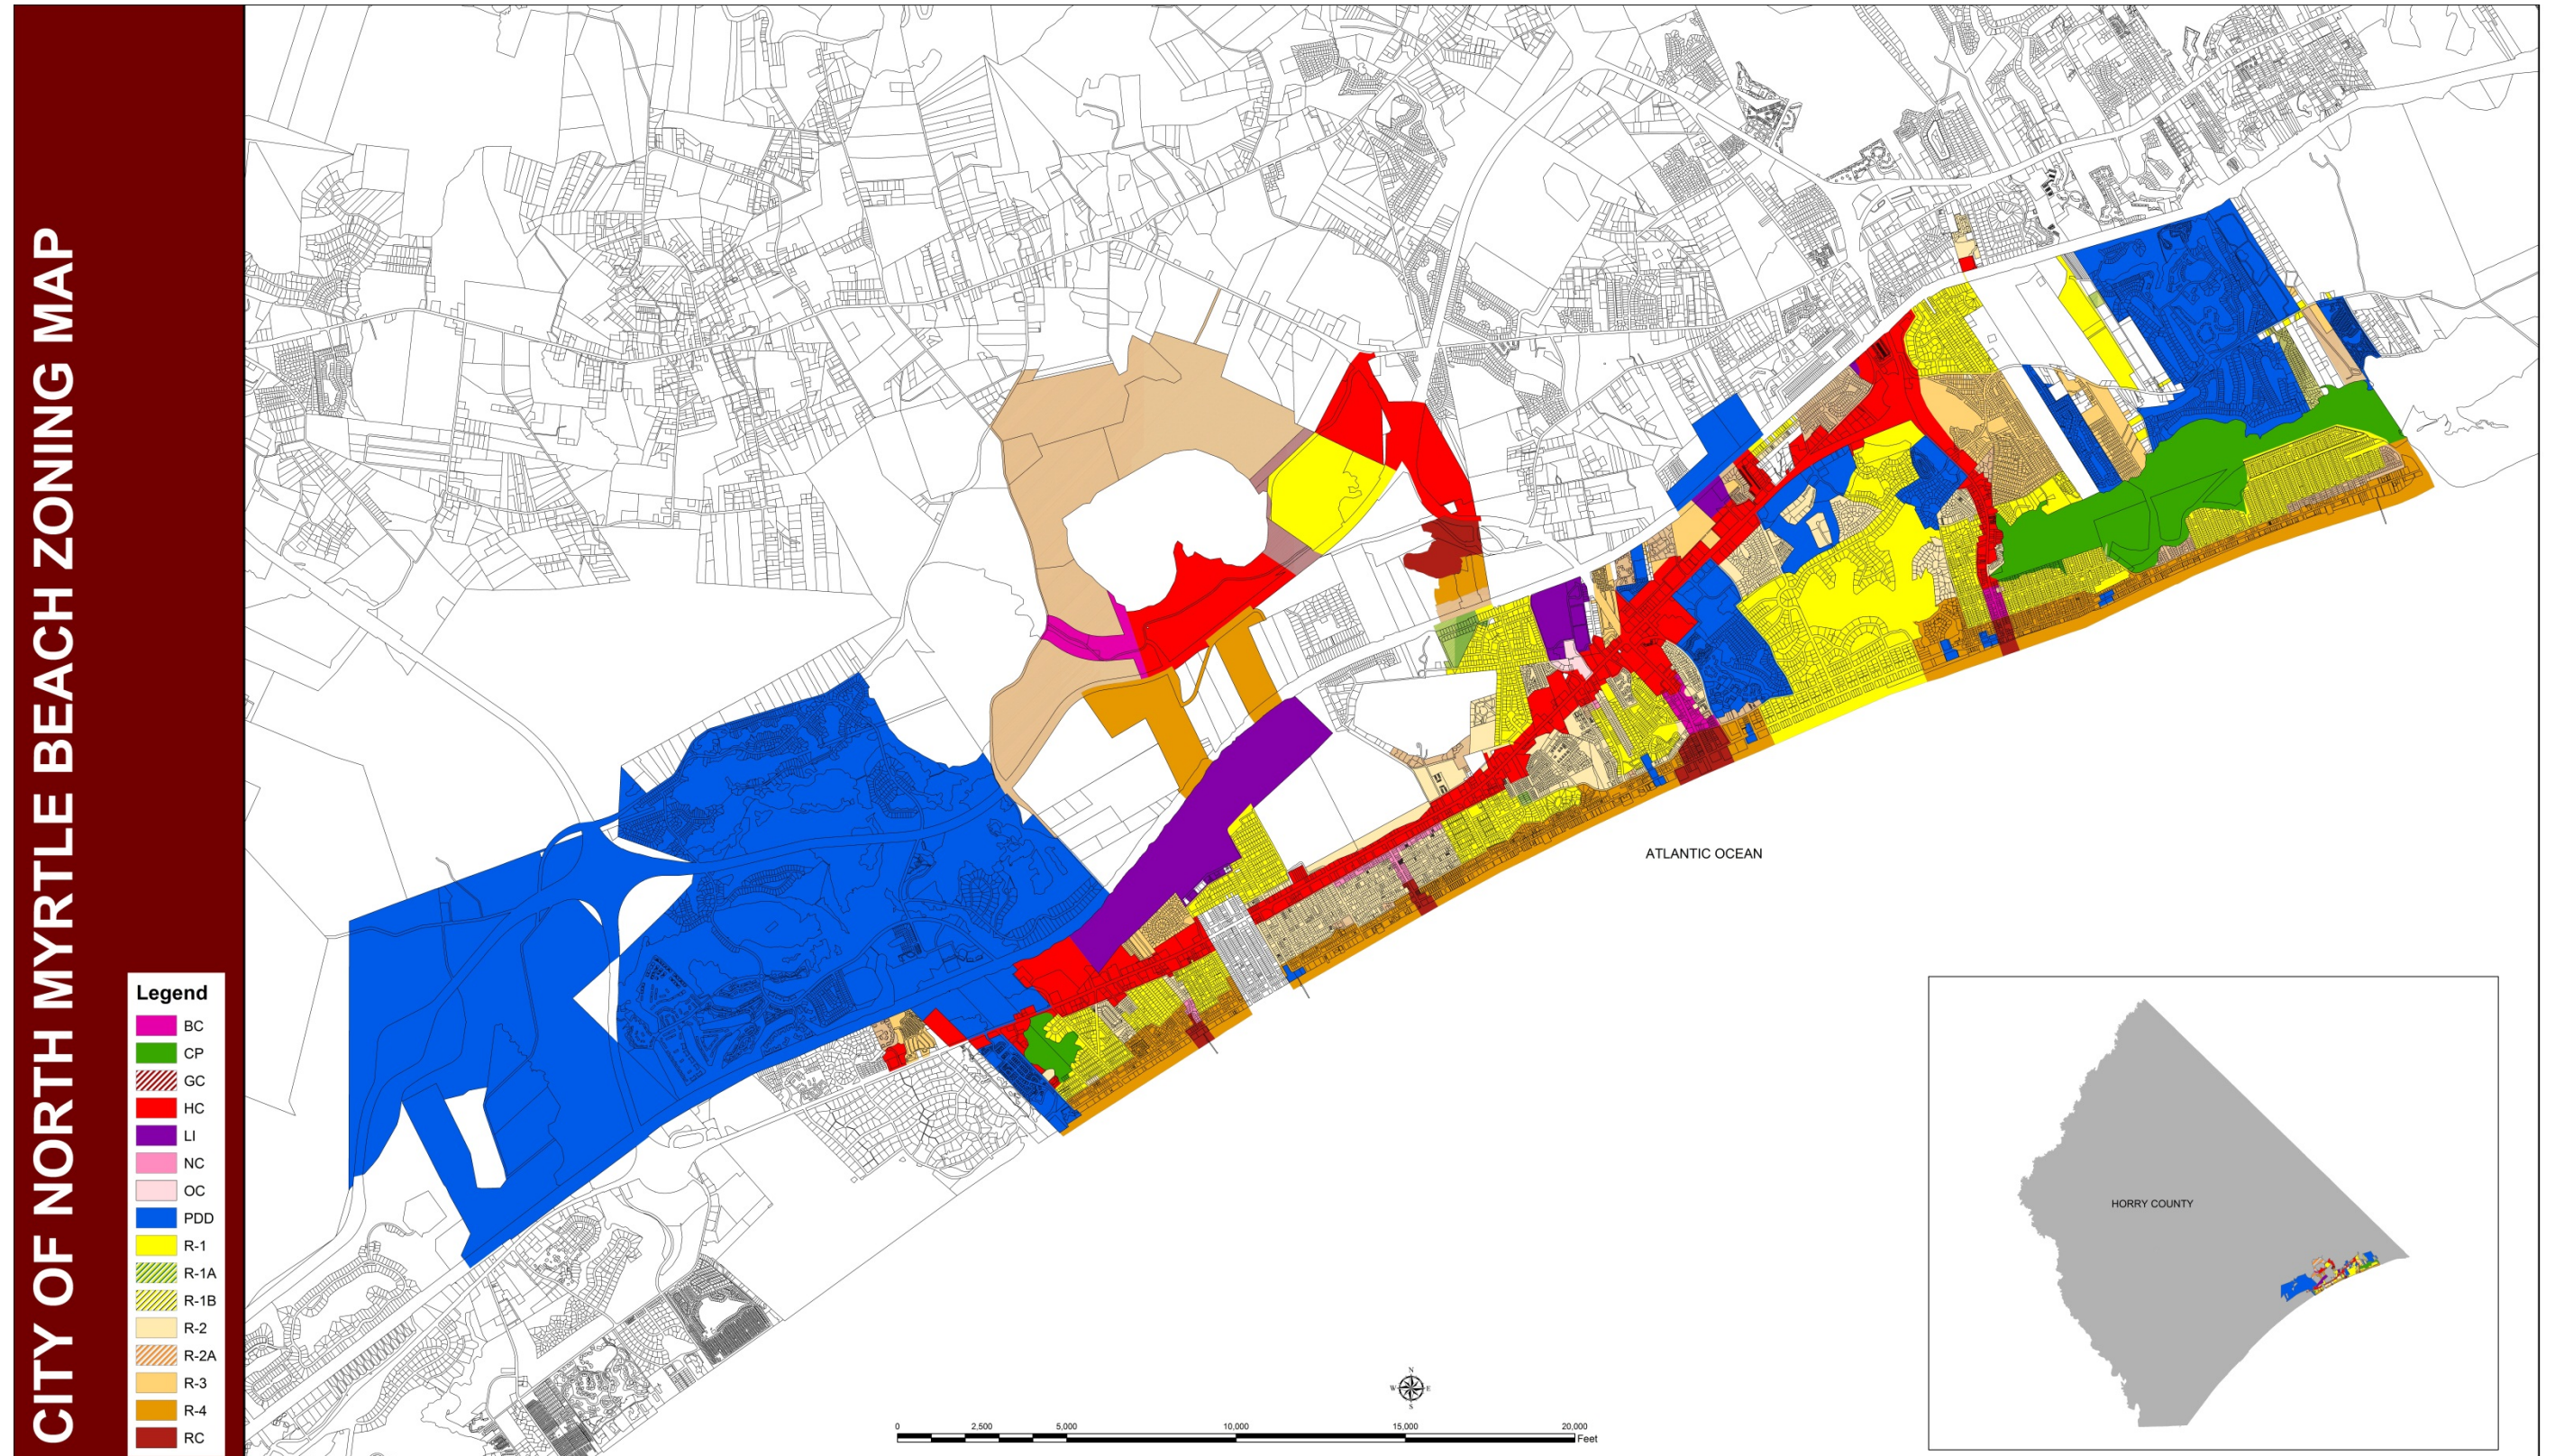 CITY OF NORTH MYRTLE BEACH ZONING MAP
Legend
BC
CP
GC
HC
LI
NC
OC
PDD
R-1
R-1A
R-1B
R-2
R-2A
R-3
R-4
RC
ATLANTIC OCEAN
HORRY COUNTY
N
W E
S
0 2,500 5,000 10,000 15,000 20,000
Feet